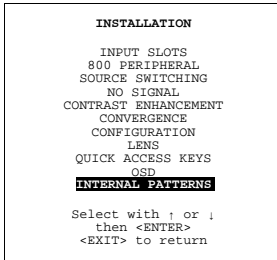 INSTALLATION
INPUT SLOTS
800 PERIPHERAL
SOURCE SWITCHING
NO SIGNAL
CONTRAST ENHANCEMENT
CONVERGENCE
CONFIGURATION
LENS
QUICK ACCESS KEYS
OSD
INTERNAL PATTERNS
Select with ↑ or ↓
then <ENTER>
<EXIT> to return